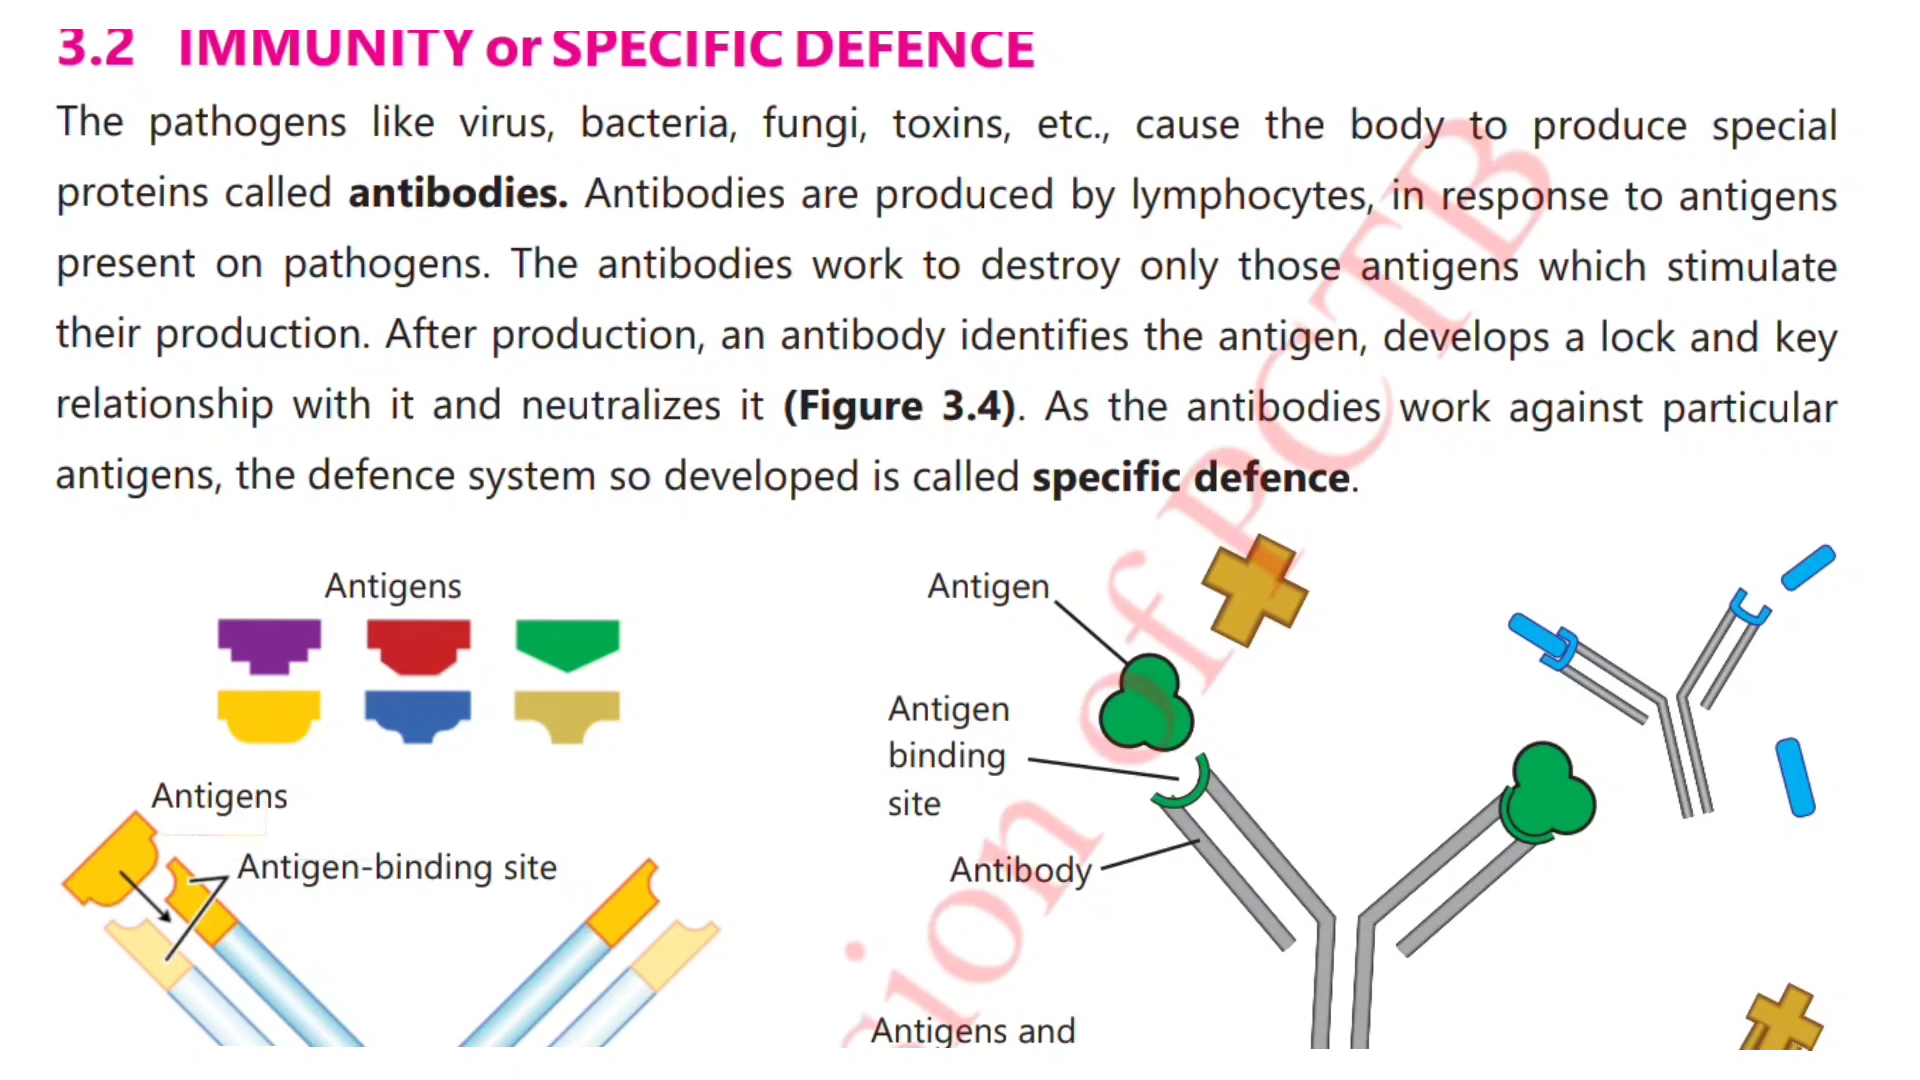 3.2 IMMUNITY or SPECIFIC DEFENCE
The pathogens like virus, bacteria, fungi, toxins, etc., cause the body to produce special
proteins called antibodies. Antibodies are produced by lymphocytes, in response to antigens
present on pathogens. The antibodies work to destroy only those antigens which stimulate
their production. After production, an antibody identifies the antigen, develops a lock and key
relationship with it and neutralizes it (Figure 3.4). As the antibodies work against particular
antigens, the defence system so developed is called specific defence.
Antigens
Antigens
Antigen-binding site
Antigen
Antigen
binding
site
Antibody
Antigens and
of PCTB